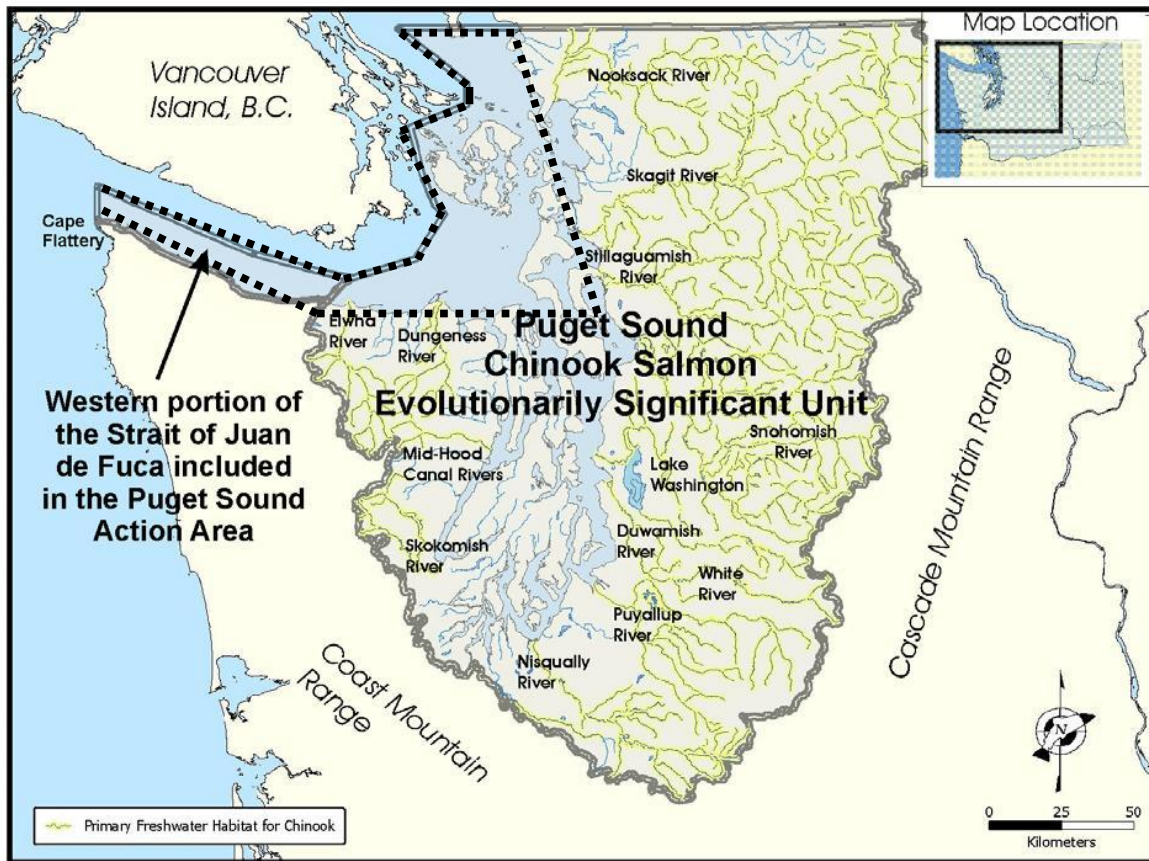 Map Location
Vancouver
Island, B.C.
Nooksack River
Skagit River
Cape
Flattery
Stillaguamish
River
Elwha
River
Dungeness
River
Puget Sound
Chinook Salmon
Evolutionarily Significant Unit
Western portion of
the Strait of Juan
de Fuca included
in the Puget Sound
Action Area
Snohomish
River
Mid-Hood
Canal Rivers
Lake
Washington
Cascade Mountain Range
Skokomish
River
Duwamish
River
White
River
Puyallup
River
Nisqually
River
Coast Mountain
Range
N
Primary Freshwater Habitat for Chinook
0 25 50
Kilometers